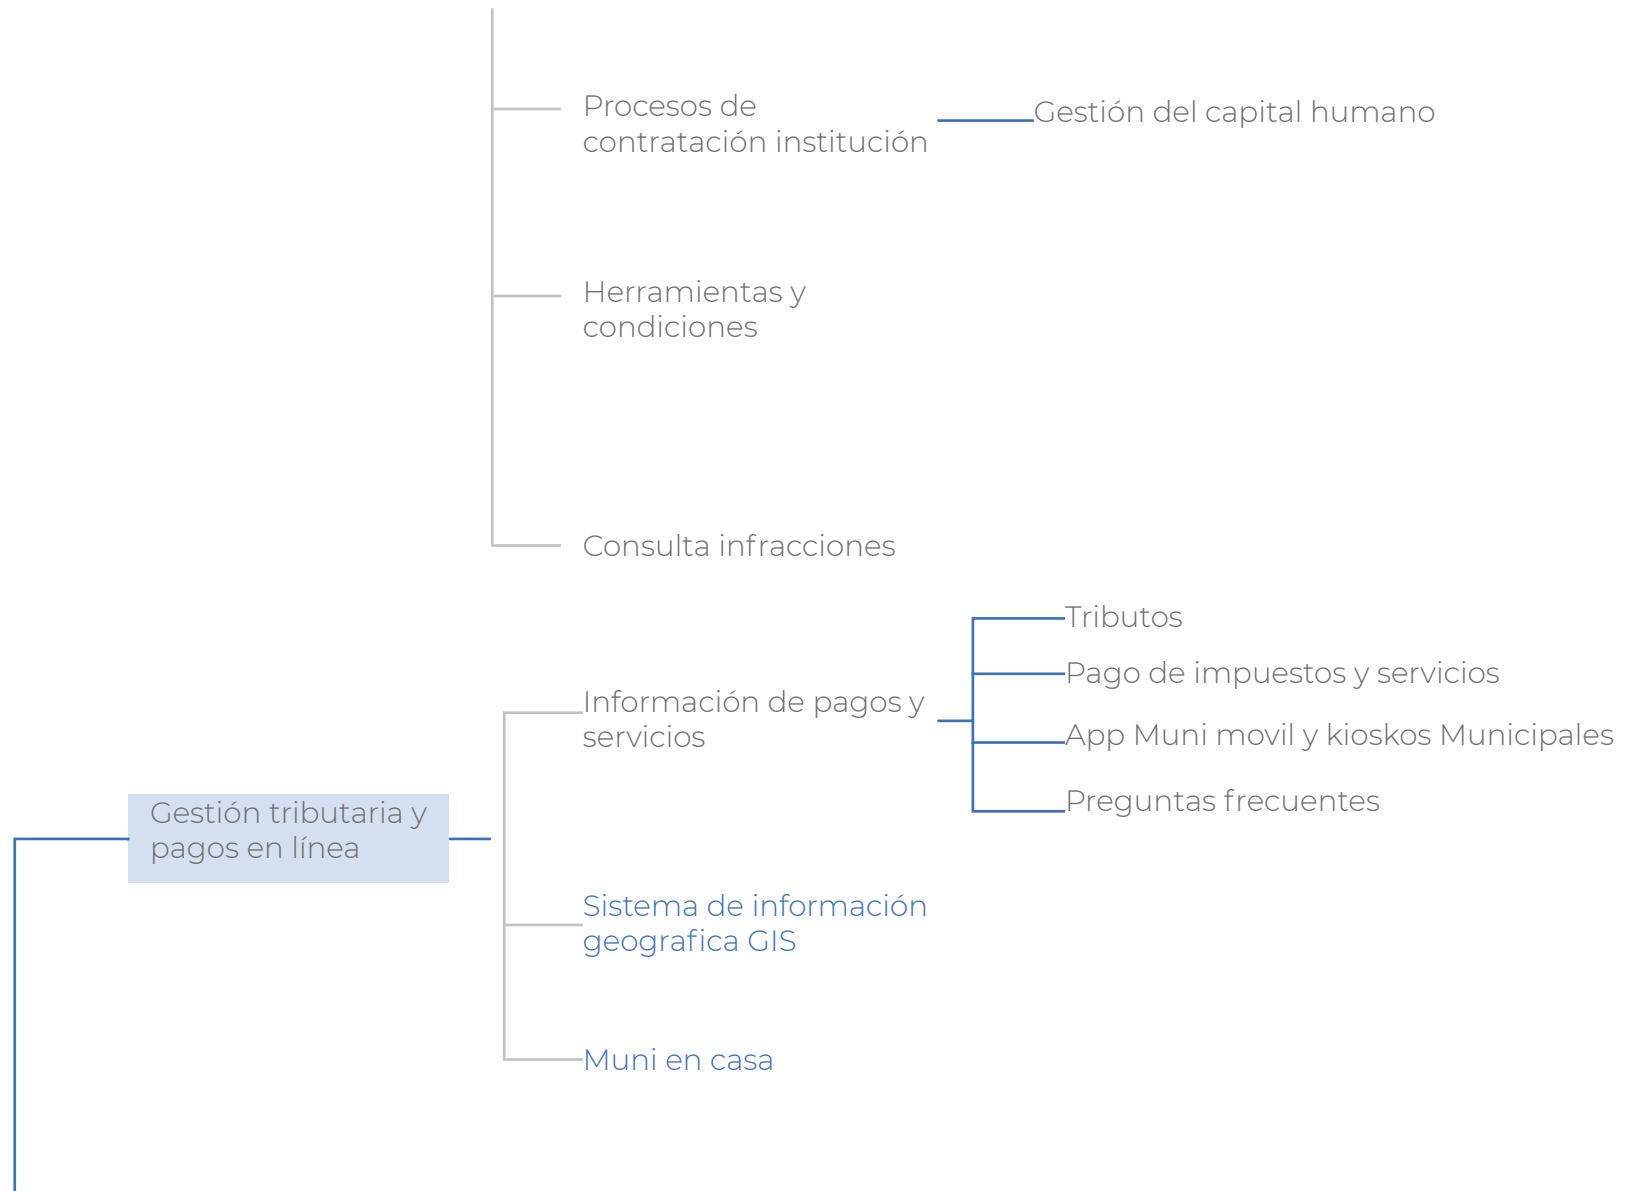 Procesos de
contratación institución
Gestión del capital humano
Herramientas y
condiciones
Consulta infracciones
Tributos
Pago de impuestos y servicios
Información de pagos y
servicios
App Muni movil y kioskos Municipales
Preguntas frecuentes
Gestión tributaria y
pagos en línea
Sistema de información
geografica GIS
Muni en casa